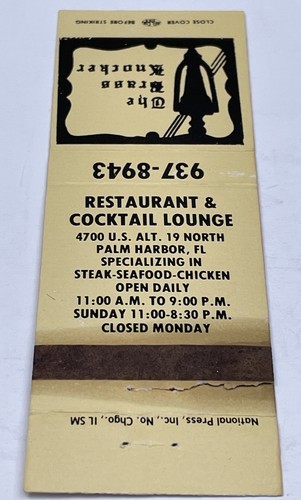 CLOSE COVER BEFORE STRIKING
The
Brass
Knocker
937-8943
RESTAURANT &
COCKTAIL LOUNGE
4700 U.S. ALT. 19 NORTH
PALM HARBOR, FL
SPECIALIZING IN
STEAK-SEAFOOD-CHICKEN
OPEN DAILY
11:00 A.M. TO 9:00 P.M.
SUNDAY 11:00-8:30 P.M.
CLOSED MONDAY
National Press, Inc., No. Chgo., IL SM